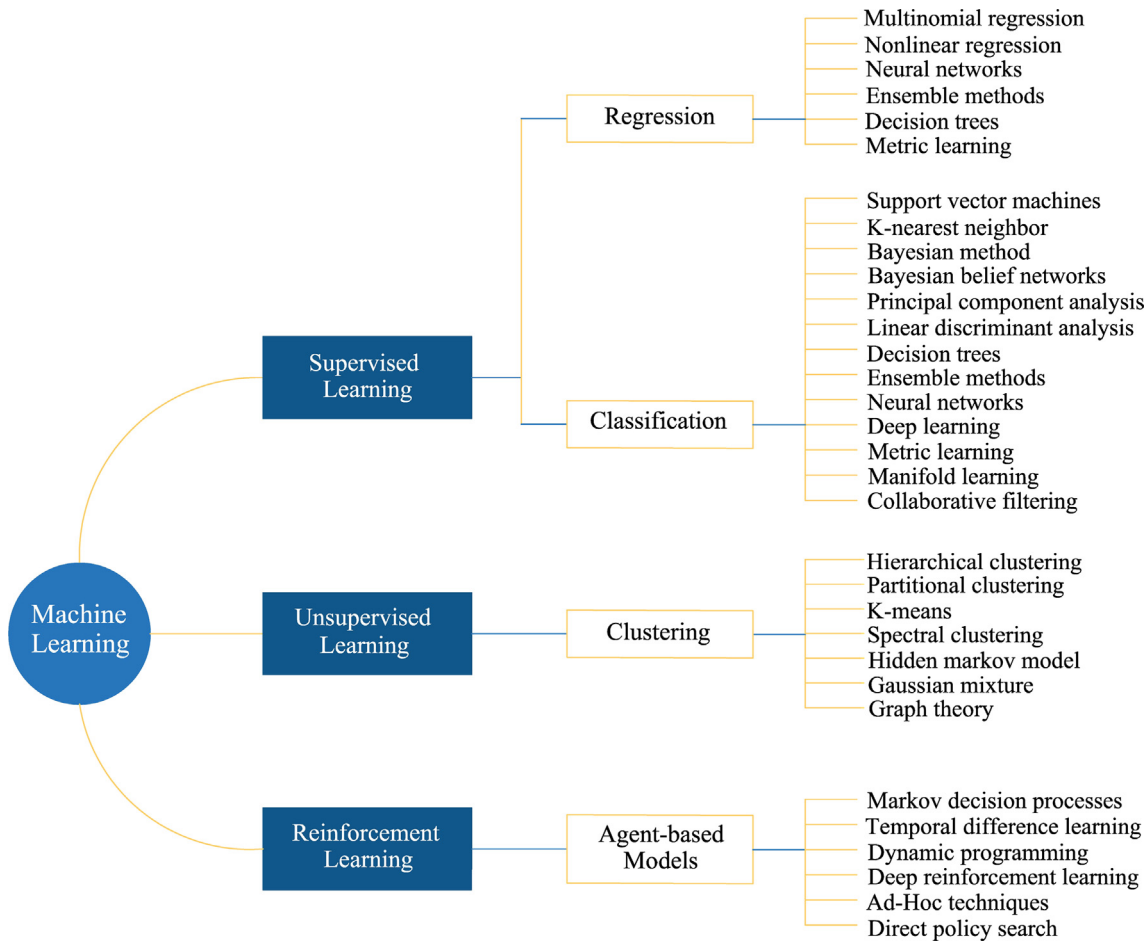 Machine
Learning
Supervised
Learning
Regression
Multinomial regression
Nonlinear regression
Neural networks
Ensemble methods
Decision trees
Metric learning
Classification
Support vector machines
K-nearest neighbor
Bayesian method
Bayesian belief networks
Principal component analysis
Linear discriminant analysis
Decision trees
Ensemble methods
Neural networks
Deep learning
Metric learning
Manifold learning
Collaborative filtering
Unsupervised
Learning
Clustering
Hierarchical clustering
Partitional clustering
K-means
Spectral clustering
Hidden markov model
Gaussian mixture
Graph theory
Reinforcement
Learning
Agent-based
Models
Markov decision processes
Temporal difference learning
Dynamic programming
Deep reinforcement learning
Ad-Hoc techniques
Direct policy search